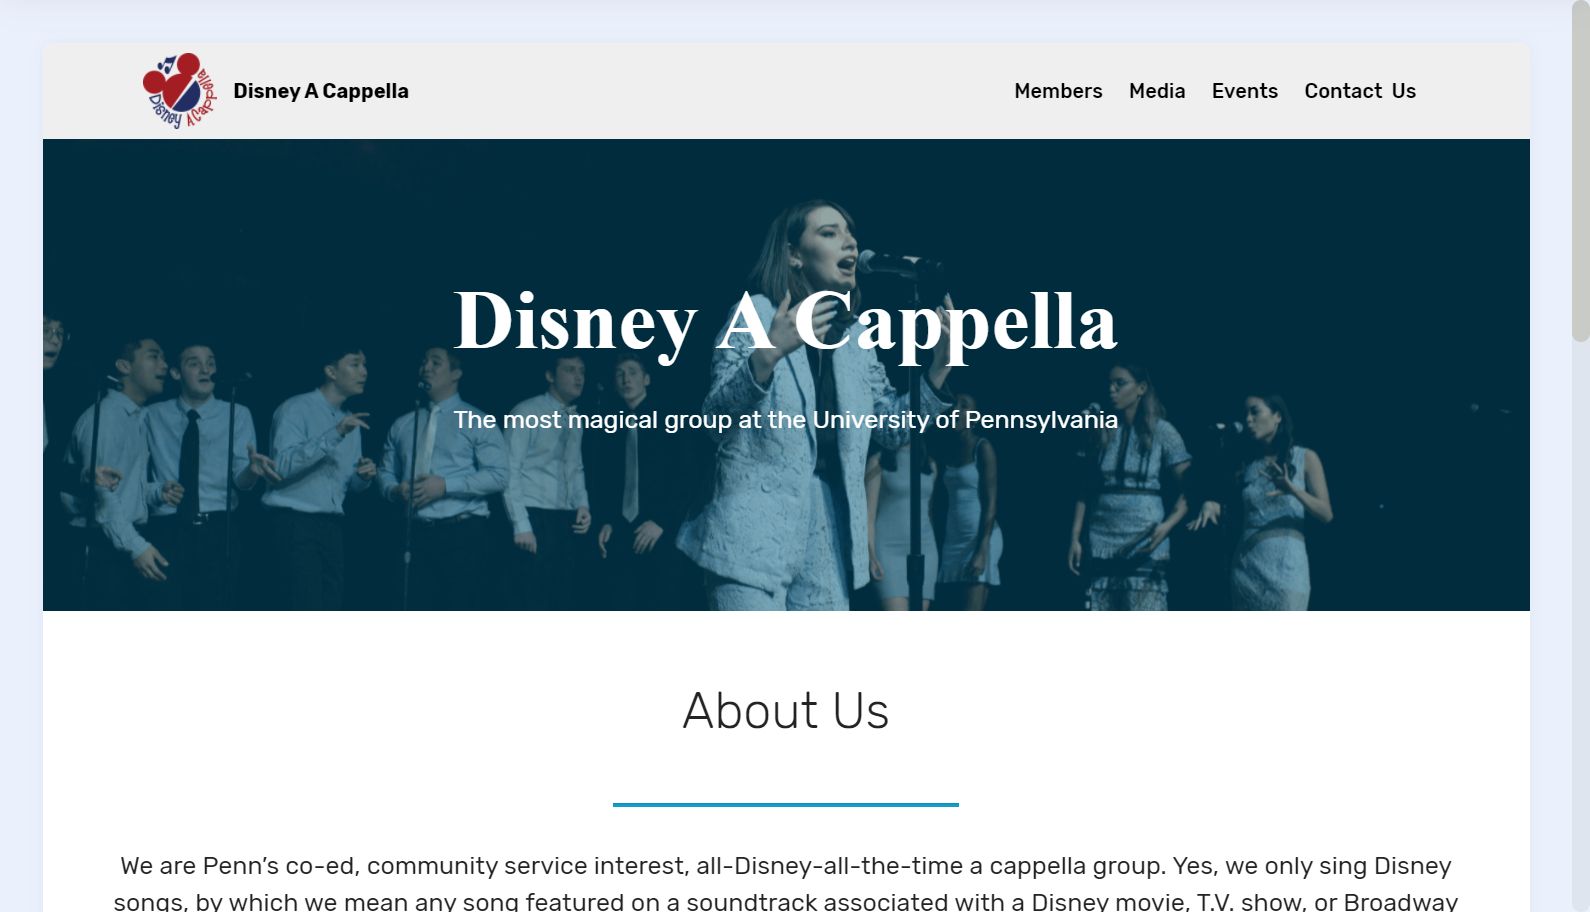 Disney A Cappella
Disney A Cappella
Members
Media
Events
Contact Us
Disney A Cappella
The most magical group at the University of Pennsylvania
About Us
We are Penn’s co-ed, community service interest, all-Disney-all-the-time a cappella group. Yes, we only sing Disney
songs, by which we mean any song featured on a soundtrack associated with a Disney movie, T.V. show, or Broadway